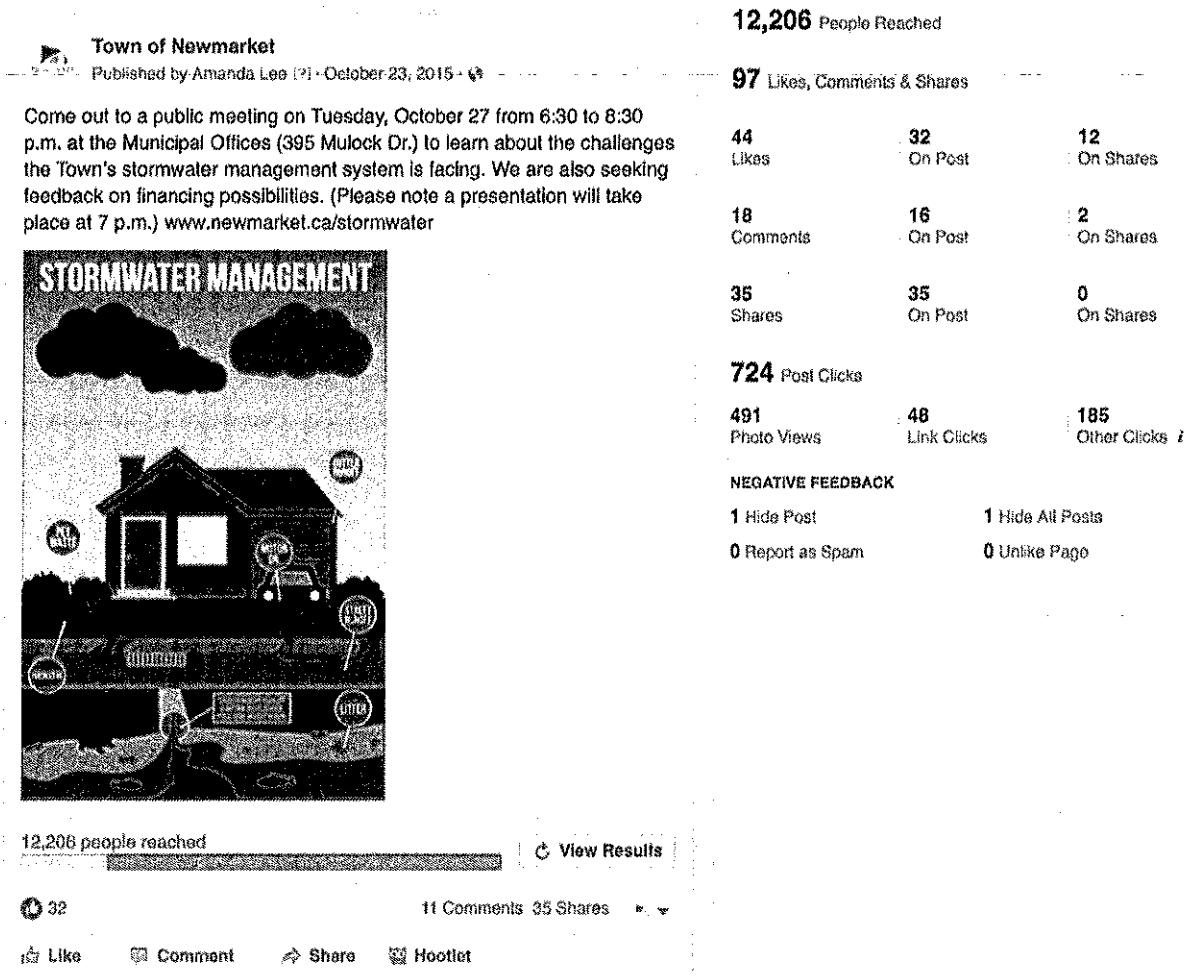 Town of Newmarket
Published by Amanda Lee [?] · October 23, 2015 ·
Come out to a public meeting on Tuesday, October 27 from 6:30 to 8:30
p.m. at the Municipal Offices (395 Mulock Dr.) to learn about the challenges
the Town's stormwater management system is facing. We are also seeking
feedback on financing possibilities. (Please note a presentation will take
place at 7 p.m.) www.newmarket.ca/stormwater
STORMWATER MANAGEMENT
LITTER
12,206 people reached
View Results
32
11 Comments 35 Shares
Like Comment Share Hootlet
12,206 People Reached
97 Likes, Comments & Shares
44 32 12
Likes On Post On Shares
18 16 2
Comments On Post On Shares
35 35 0
Shares On Post On Shares
724 Post Clicks
491 48 185
Photo Views Link Clicks Other Clicks i
NEGATIVE FEEDBACK
1 Hide Post 1 Hide All Posts
0 Report as Spam 0 Unlike Page